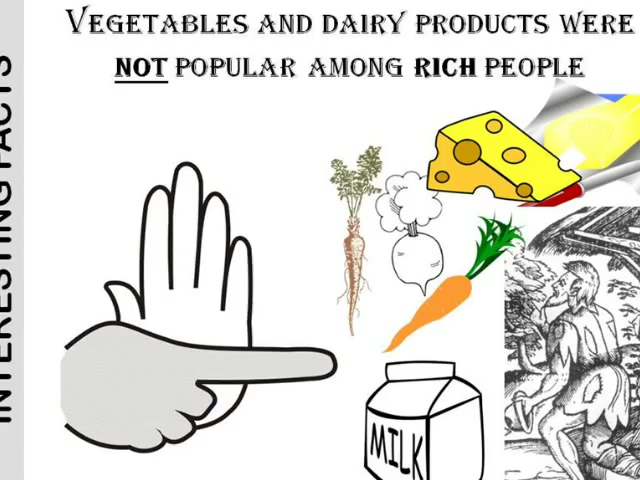 Vegetables and dairy products were
NOT popular among rich people
INTERESTING FACTS
MILK